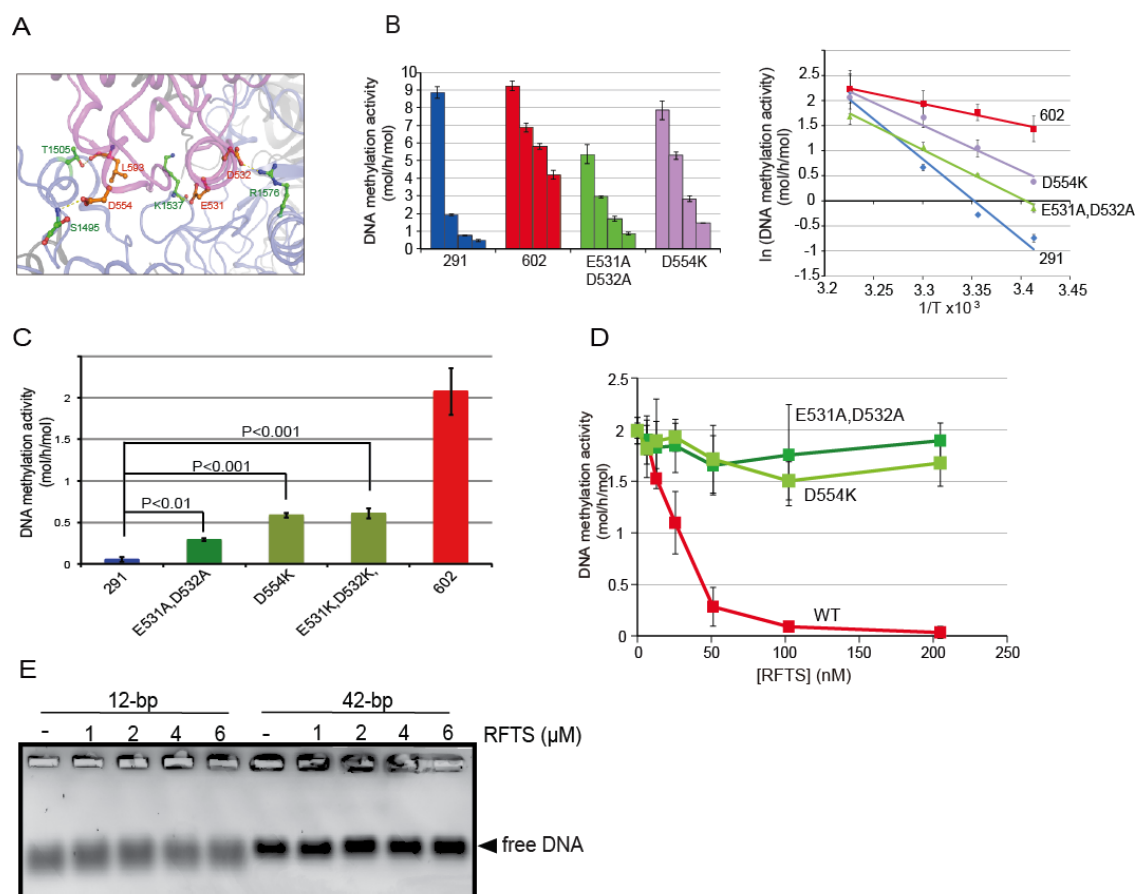 A
T1505
L593
D532
D554
K1537
E531
R1576
S1495
B
DNA methylation activity
(mol/h/mol)
10
9
8
7
6
5
4
3
2
1
0
291
602
E531A
D532A
D554K
ln (DNA methylation activity)
(mol/h/mol)
3
2.5
2
1.5
1
0.5
0
-0.5
-1
-1.5
602
D554K
E531A,D532A
291
3.2
3.25
3.3
3.35
3.4
3.45
1/T x10³
C
DNA methylation activity
(mol/h/mol)
2
1.5
1
0.5
0
P<0.001
P<0.001
P<0.01
291
E531A,D532A
D554K
E531K,D532K,
602
D
DNA methylation activity
(mol/h/mol)
2.5
2
1.5
1
0.5
0
E531A,D532A
D554K
WT
0
50
100
150
200
250
[RFTS] (nM)
E
12-bp 42-bp
- 1 2 4 6 - 1 2 4 6 RFTS (µM)
free DNA